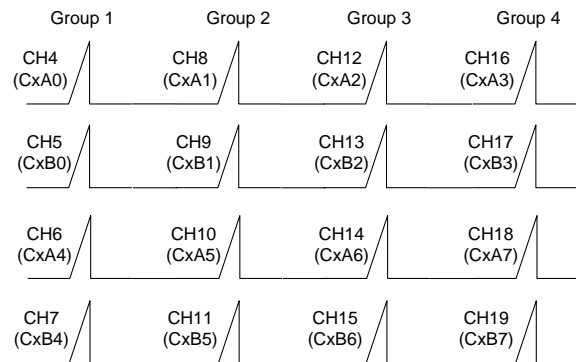 Group 1 Group 2 Group 3 Group 4
CH4 CH8 CH12 CH16
(CxA0) (CxA1) (CxA2) (CxA3)
CH5 CH9 CH13 CH17
(CxB0) (CxB1) (CxB2) (CxB3)
CH6 CH10 CH14 CH18
(CxA4) (CxA5) (CxA6) (CxA7)
CH7 CH11 CH15 CH19
(CxB4) (CxB5) (CxB6) (CxB7)